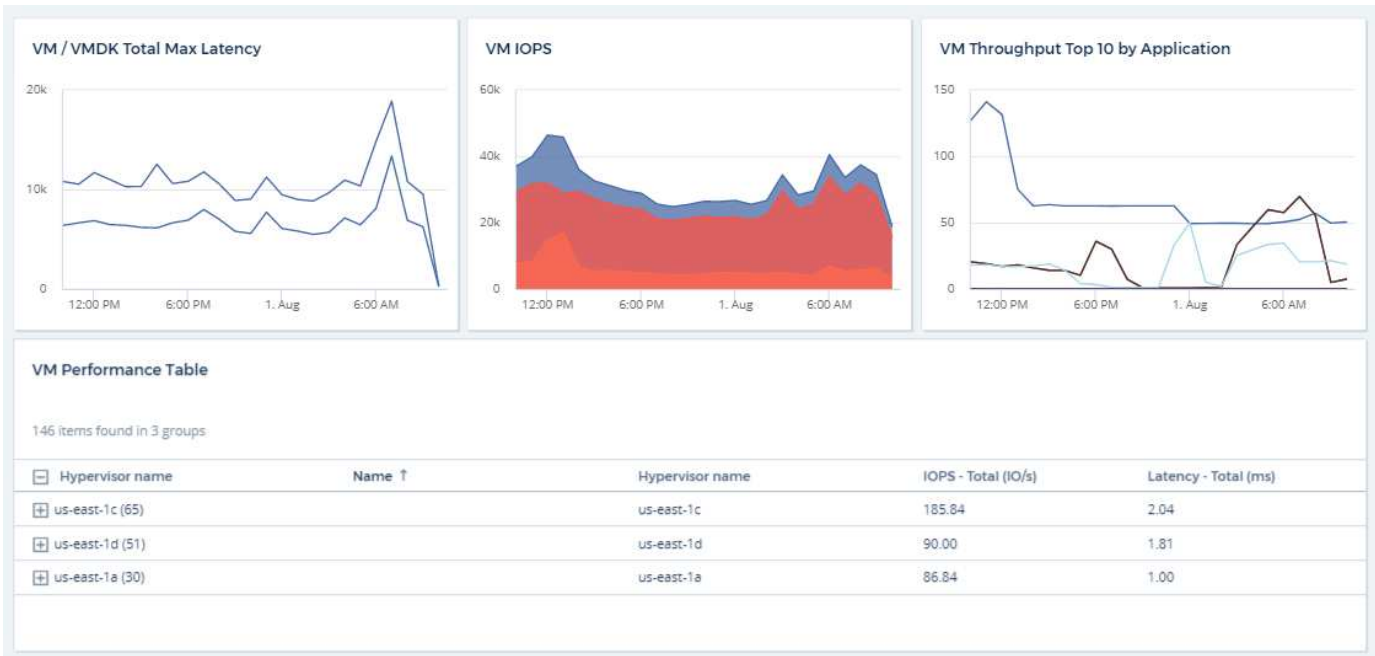 VM / VMDK Total Max Latency
20k
10k
0
12:00 PM 6:00 PM 1. Aug 6:00 AM
VM IOPS
60k
40k
20k
0
12:00 PM 6:00 PM 1. Aug 6:00 AM
VM Throughput Top 10 by Application
150
100
50
0
12:00 PM 6:00 PM 1. Aug 6:00 AM
VM Performance Table
146 items found in 3 groups
Hypervisor name Name ↑ Hypervisor name IOPS - Total (IO/s) Latency - Total (ms)
us-east-1c (65) us-east-1c 185.84 2.04
us-east-1d (51) us-east-1d 90.00 1.81
us-east-1a (30) us-east-1a 86.84 1.00